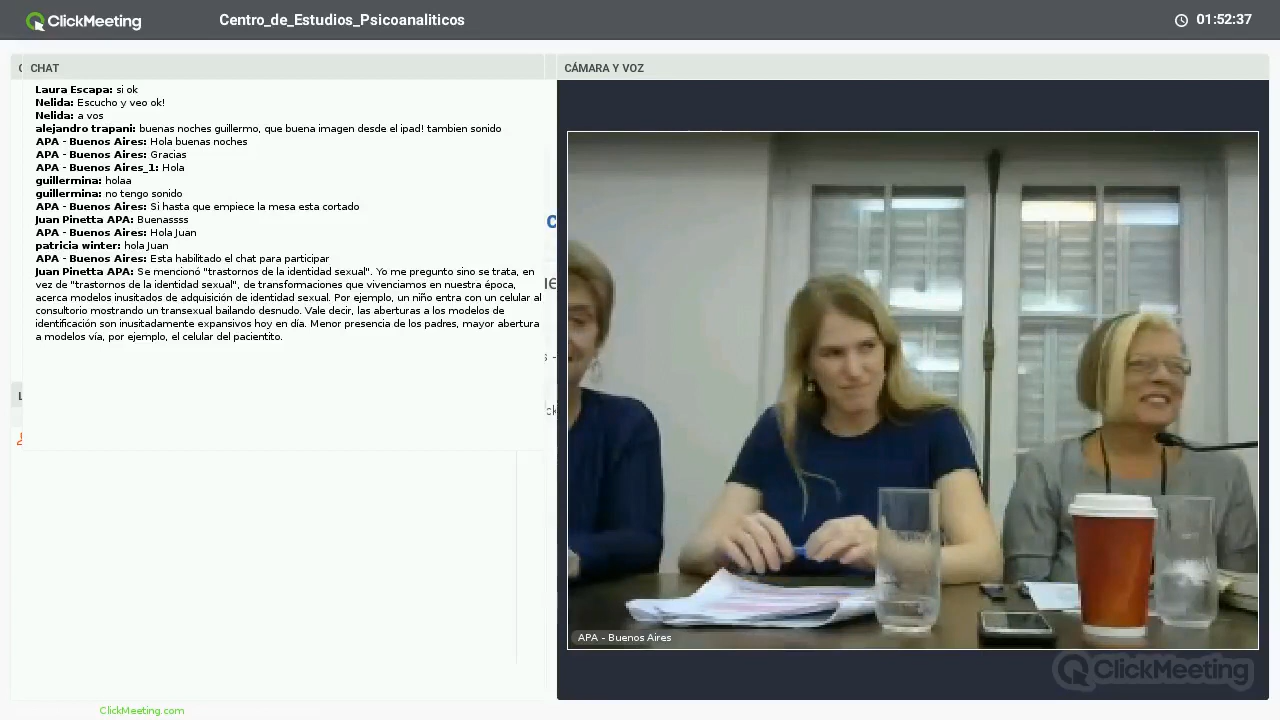 ClickMeeting
Centro_de_Estudios_Psicoanaliticos
01:52:37
CHAT
CÁMARA Y VOZ
Laura Escapa: si ok
Nelida: Escucho y veo ok!
Nelida: a vos
alejandro trapani: buenas noches guillermo, que buena imagen desde el ipad! tambien sonido
APA - Buenos Aires: Hola buenas noches
APA - Buenos Aires: Gracias
APA - Buenos Aires_1: Hola
guillermina: holaa
guillermina: no tengo sonido
APA - Buenos Aires: Si hasta que empiece la mesa esta cortado
Juan Pinetta APA: Buenassss
APA - Buenos Aires: Hola Juan
patricia winter: hola Juan
APA - Buenos Aires: Esta habilitado el chat para participar
Juan Pinetta APA: Se mencionó "trastornos de la identidad sexual". Yo me pregunto sino se trata, en
vez de "trastornos de la identidad sexual", de transformaciones que vivenciamos en nuestra época,
acerca modelos inusitados de adquisición de identidad sexual. Por ejemplo, un niño entra con un celular al
consultorio mostrando un transexual bailando desnudo. Vale decir, las aberturas a los modelos de
identificación son inusitadamente expansivos hoy en día. Menor presencia de los padres, mayor abertura
a modelos vía, por ejemplo, el celular del pacientito.
APA - Buenos Aires
ClickMeeting
ClickMeeting.com